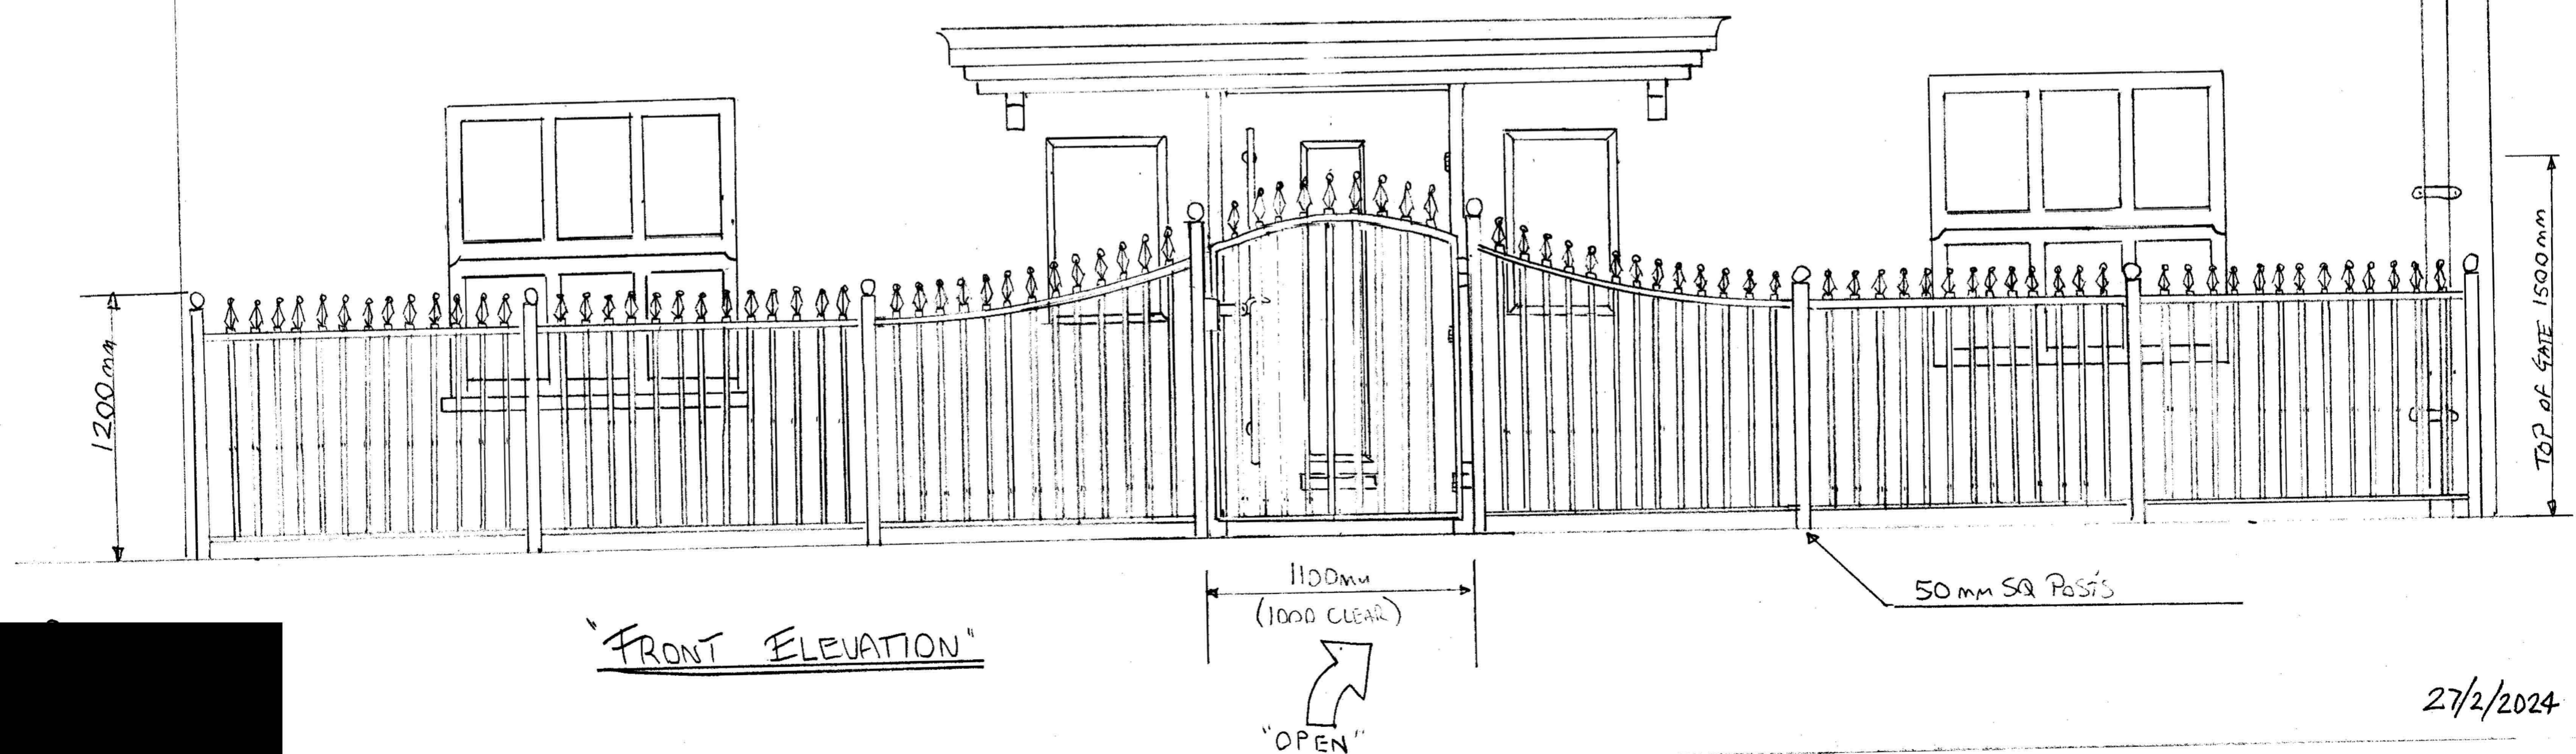 1200mm
TOP OF GATE 1500mm
1100mm
(1000 CLEAR)
50mm SQ POSTS
"FRONT ELEVATION"
"OPEN"
27/2/2024